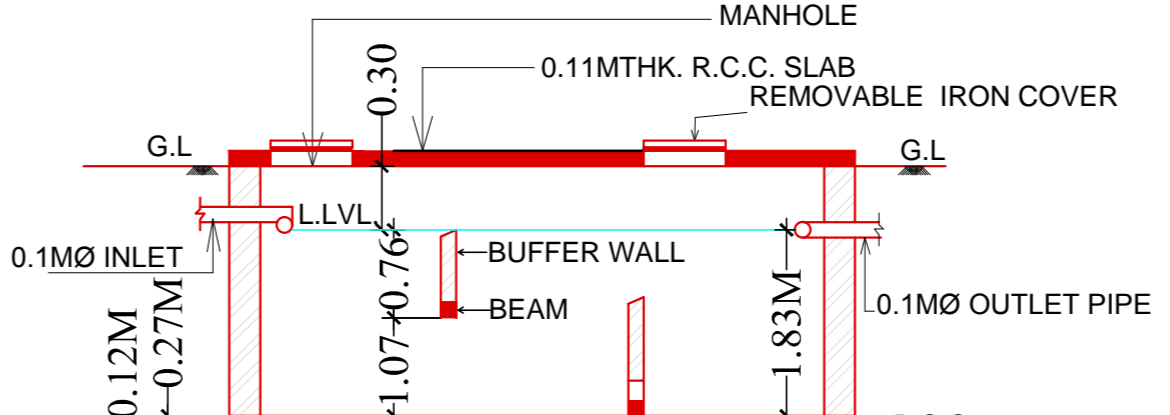 MANHOLE
0.30
0.11MTHK. R.C.C. SLAB
REMOVABLE IRON COVER
G.L
G.L
L.LVL
0.1MØ INLET
0.76
BUFFER WALL
BEAM
0.1MØ OUTLET PIPE
0.12M
0.27M
1.07
1.83M